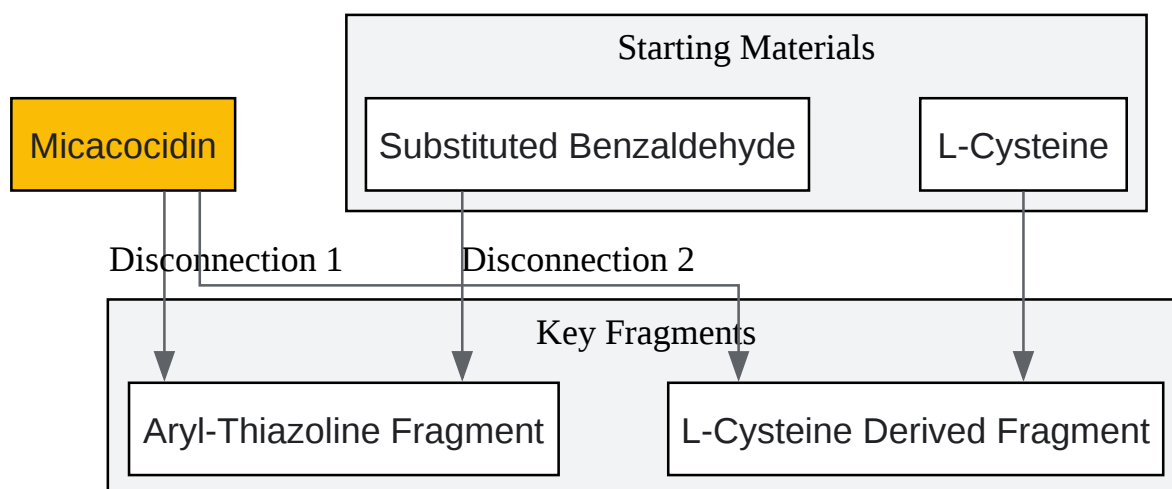 Starting Materials
Micacocidin
Substituted Benzaldehyde
L-Cysteine
Disconnection 1
Disconnection 2
Key Fragments
Aryl-Thiazoline Fragment
L-Cysteine Derived Fragment